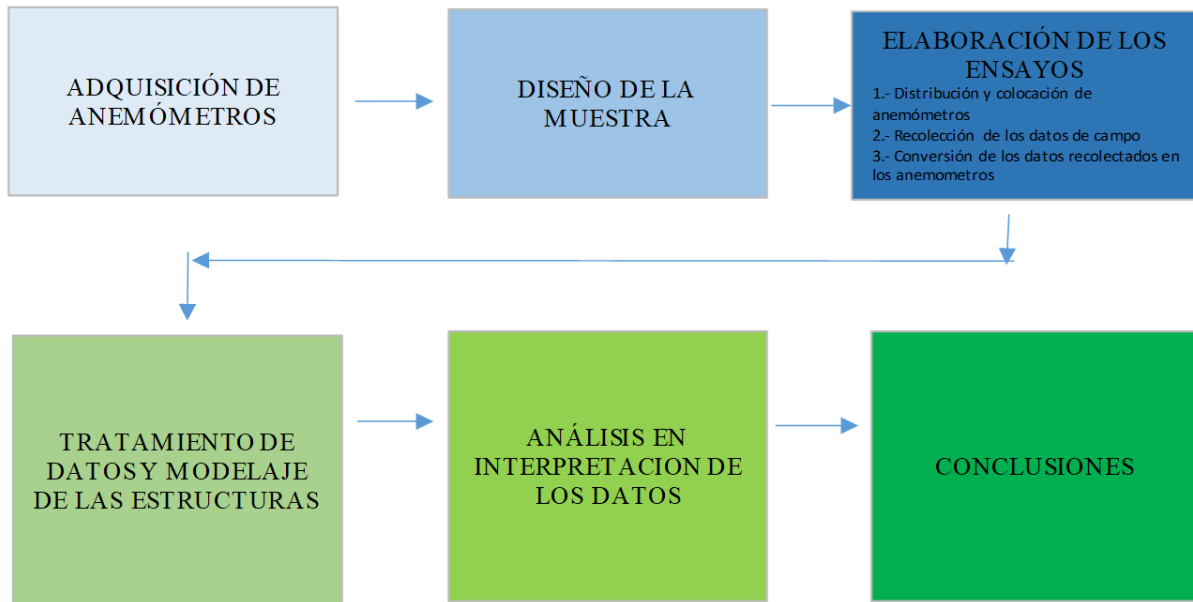 ADQUISICIÓN DE
ANEMÓMETROS
DISEÑO DE LA
MUESTRA
ELABORACIÓN DE LOS
ENSAYOS
1.- Distribución y colocación de
anemómetros
2.- Recolección de los datos de campo
3.- Conversión de los datos recolectados en
los anemometros
TRATAMIENTO DE
DATOS Y MODELAJE
DE LAS ESTRUCTURAS
ANÁLISIS EN
INTERPRETACION DE
LOS DATOS
CONCLUSIONES